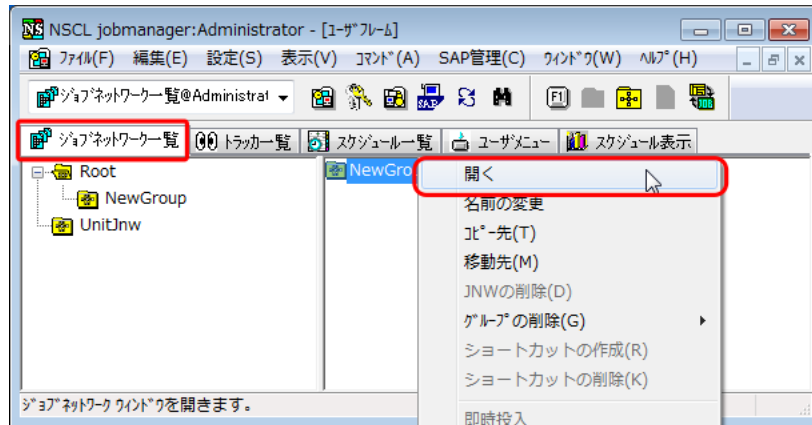 NS NSCL jobmanager:Administrator - [ﾕｰｻﾞﾌﾚｰﾑ]
ﾌｧｲﾙ(F) 編集(E) 設定(S) 表示(V) ｺﾏﾝﾄﾞ(A) SAP管理(C) ｳｨﾝﾄﾞｳ(W) ﾍﾙﾌﾟ(H)
ｼﾞｮﾌﾞﾈｯﾄﾜｰｸ一覧@Administrat SAP F1 JOB
ｼﾞｮﾌﾞﾈｯﾄﾜｰｸ一覧 ﾄﾗｯｶ一覧 ｽｹｼﾞｭｰﾙ一覧 ﾕｰｻﾞﾒﾆｭｰ ｽｹｼﾞｭｰﾙ表示
Root
NewGroup
UnitJnw
NewGro
開く
名前の変更
ｺﾋﾟｰ先(T)
移動先(M)
JNWの削除(D)
ｸﾞﾙｰﾌﾟの削除(G)
ショートカットの作成(R)
ショートカットの削除(K)
即時投入
ｼﾞｮﾌﾞﾈｯﾄﾜｰｸ ｳｨﾝﾄﾞｳを開きます。